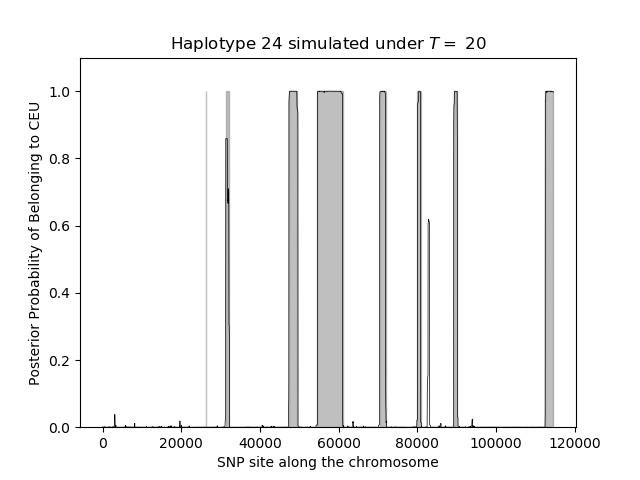 Haplotype 24 simulated under T = 20
Posterior Probability of Belonging to CEU
1.0
0.8
0.6
0.4
0.2
0.0
0 20000 40000 60000 80000 100000 120000
SNP site along the chromosome